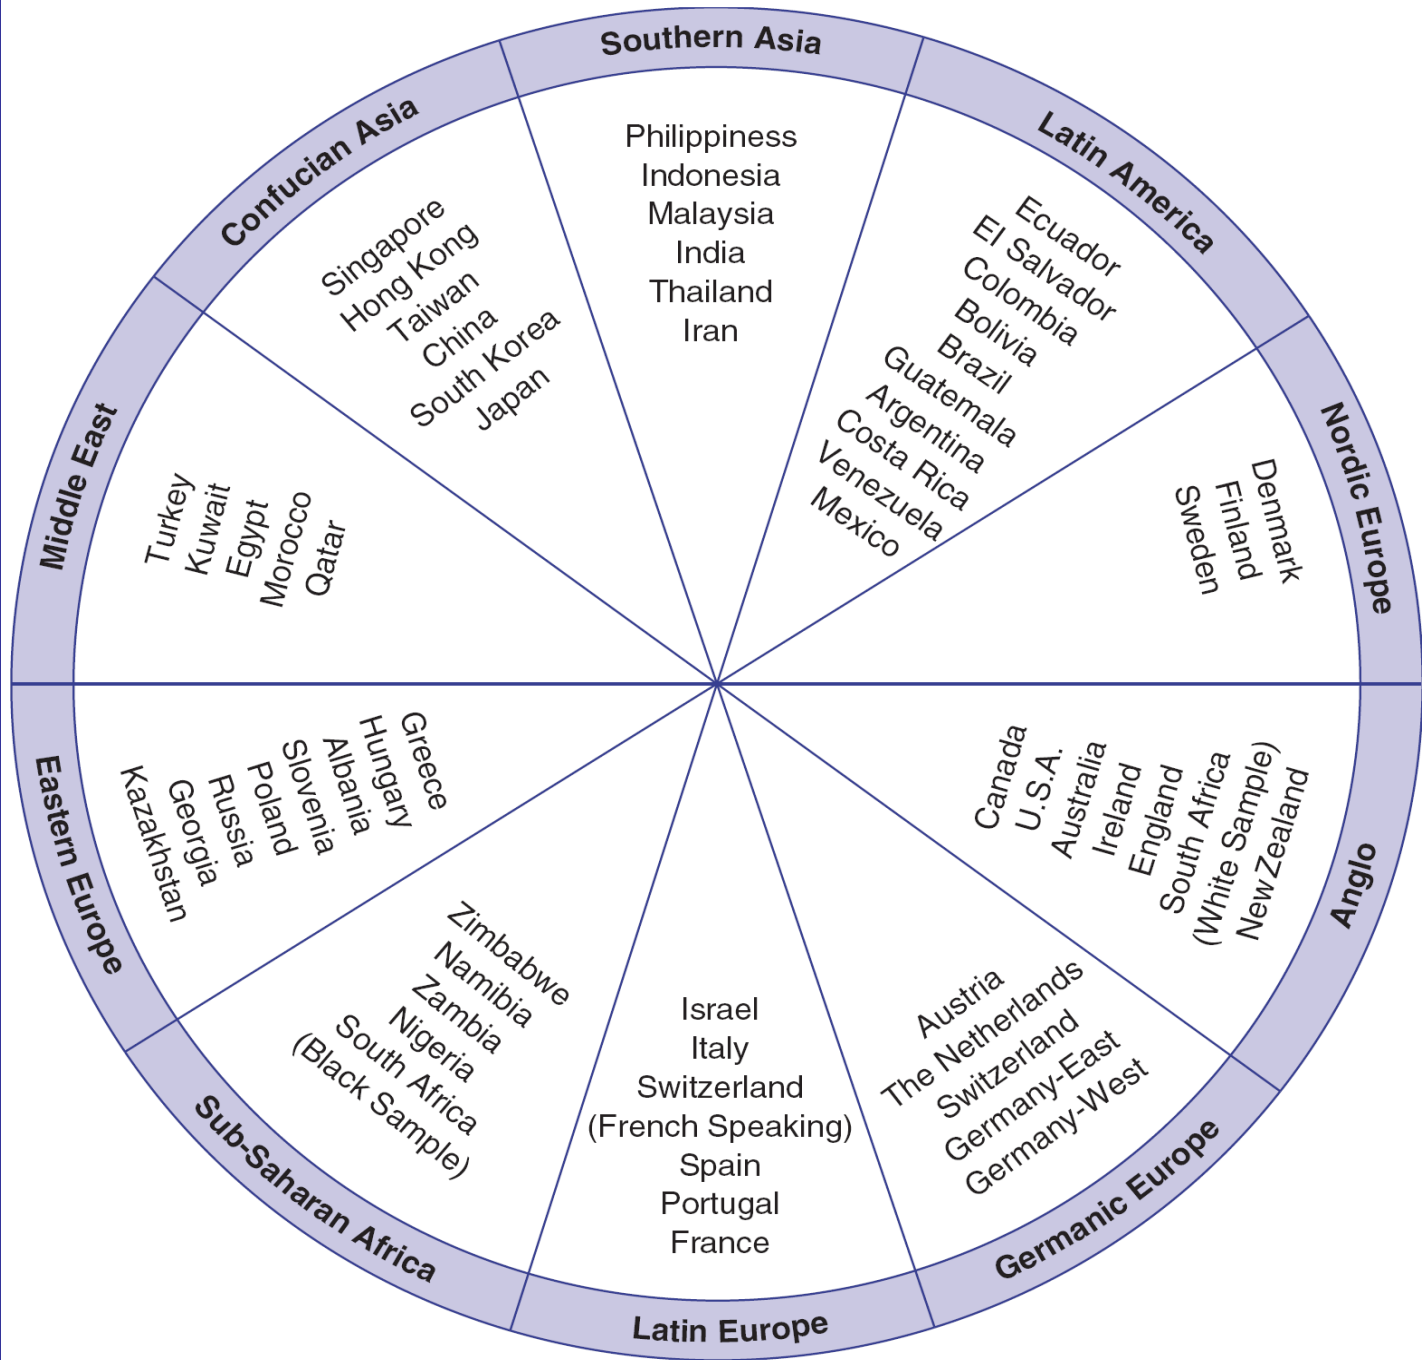 Southern Asia
Philippiness
Indonesia
Malaysia
India
Thailand
Iran
Latin America
Ecuador
El Salvador
Colombia
Bolivia
Brazil
Guatemala
Argentina
Costa Rica
Venezuela
Mexico
Nordic Europe
Denmark
Finland
Sweden
Anglo
Canada
U.S.A.
Australia
Ireland
England
South Africa
(White Sample)
New Zealand
Germanic Europe
Austria
The Netherlands
Switzerland
Germany-East
Germany-West
Latin Europe
Israel
Italy
Switzerland
(French Speaking)
Spain
Portugal
France
Sub-Saharan Africa
Zimbabwe
Namibia
Zambia
Nigeria
South Africa
(Black Sample)
Eastern Europe
Greece
Hungary
Albania
Slovenia
Poland
Russia
Georgia
Kazakhstan
Middle East
Turkey
Kuwait
Egypt
Morocco
Qatar
Confucian Asia
Singapore
Hong Kong
Taiwan
China
South Korea
Japan